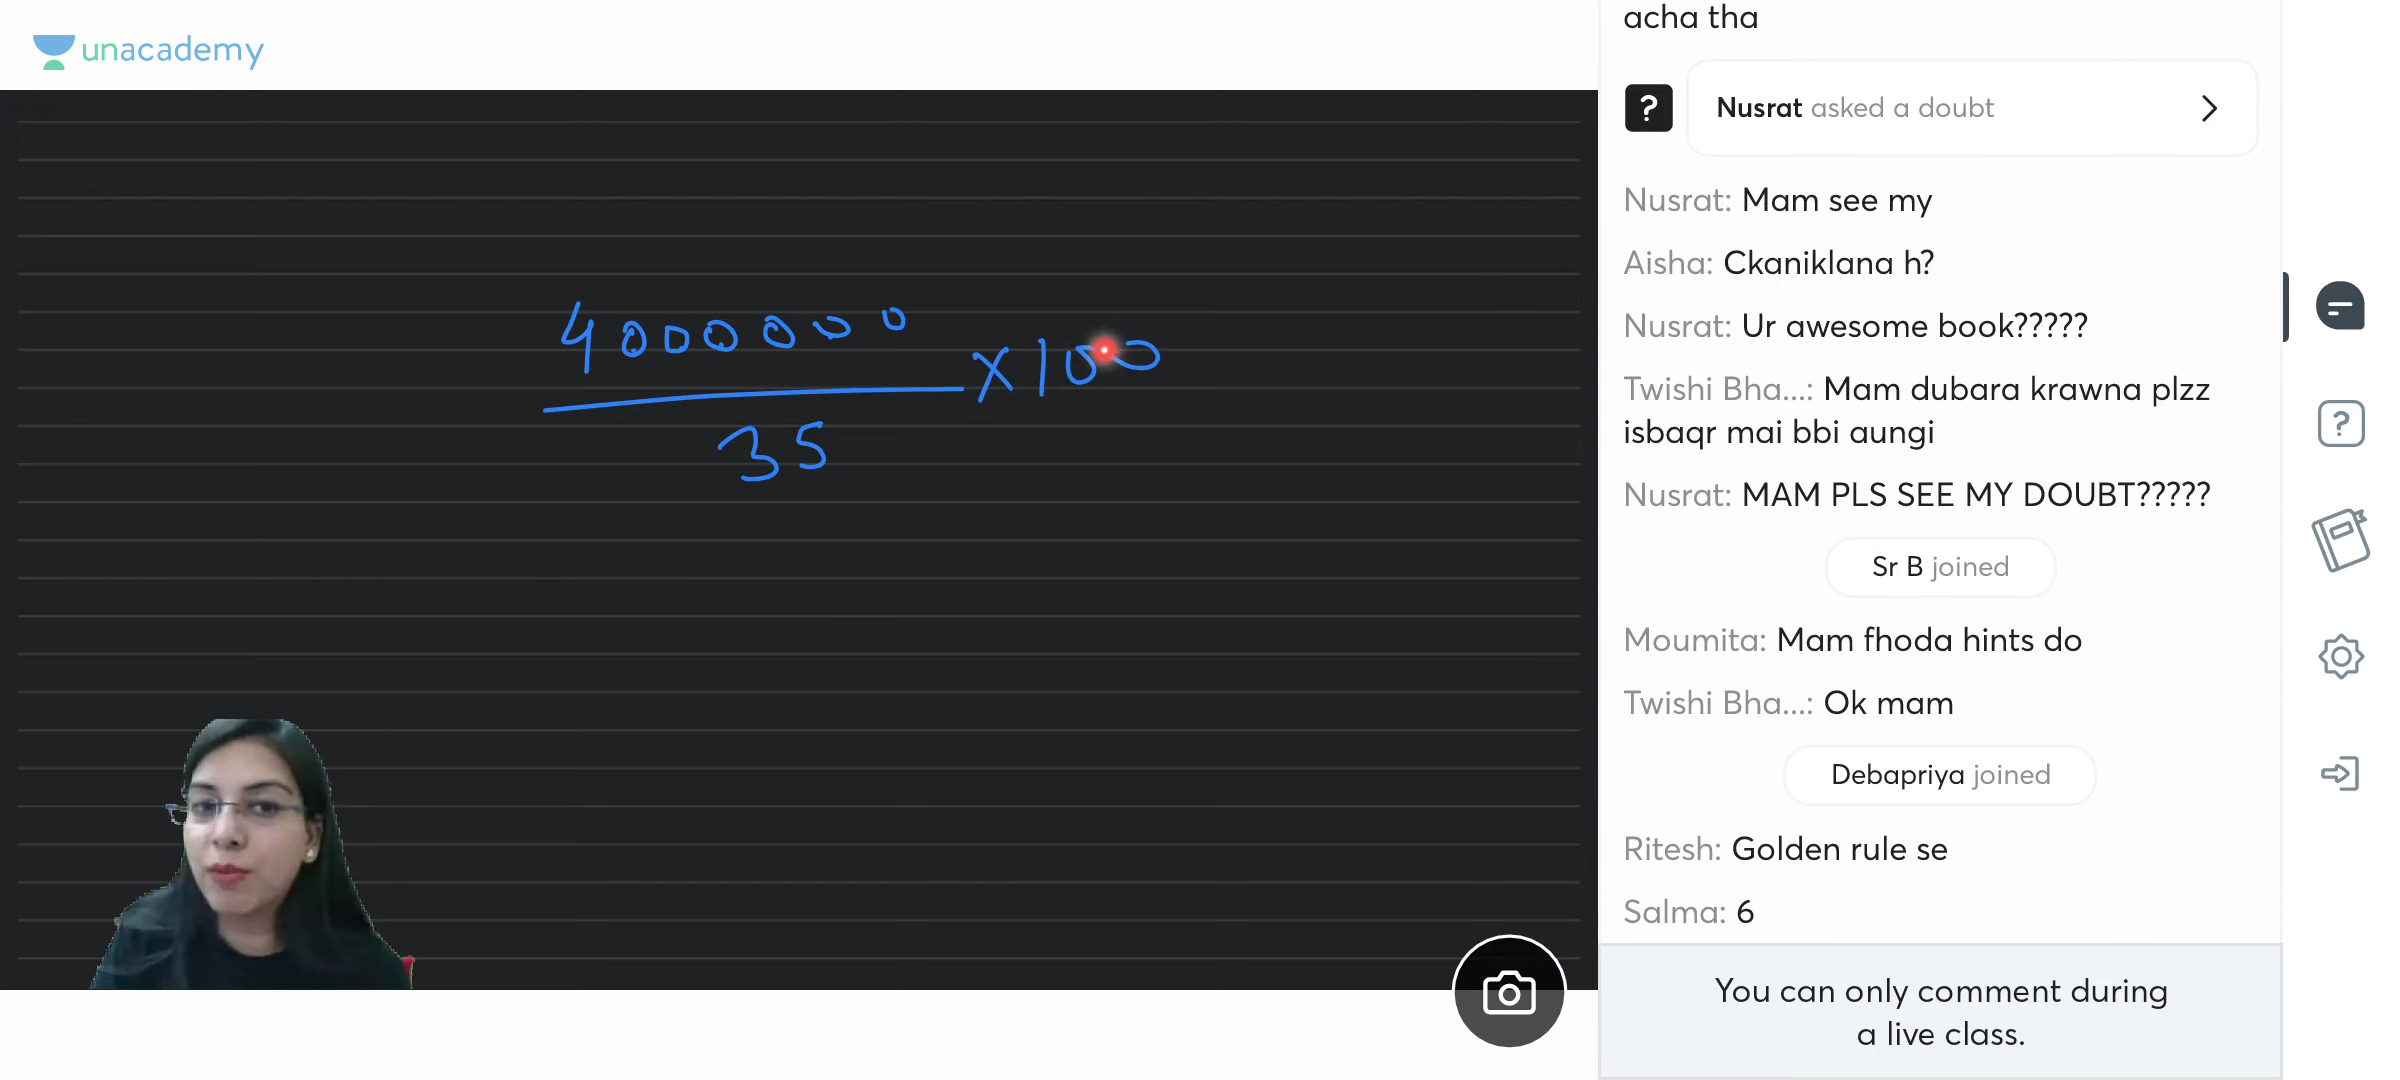 unacademy
4000000
× 100
35
acha tha
? Nusrat asked a doubt
Nusrat: Mam see my
Aisha: Ckaniklana h?
Nusrat: Ur awesome book?????
Twishi Bha...: Mam dubara krawna plzz
isbaqr mai bbi aungi
Nusrat: MAM PLS SEE MY DOUBT?????
Sr B joined
Moumita: Mam fhoda hints do
Twishi Bha...: Ok mam
Debapriya joined
Ritesh: Golden rule se
Salma: 6
You can only comment during
a live class.
?